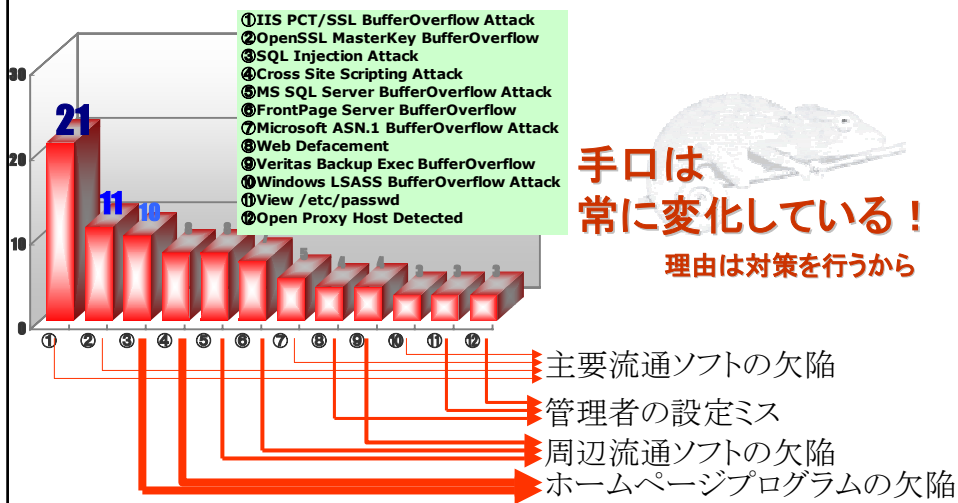 ①IIS PCT/SSL BufferOverflow Attack
②OpenSSL MasterKey BufferOverflow
③SQL Injection Attack
④Cross Site Scripting Attack
⑤MS SQL Server BufferOverflow Attack
⑥FrontPage Server BufferOverflow
⑦Microsoft ASN.1 BufferOverflow Attack
⑧Web Defacement
⑨Veritas Backup Exec BufferOverflow
⑩Windows LSASS BufferOverflow Attack
⑪View /etc/passwd
⑫Open Proxy Host Detected
30
20
10
0
21
11
10
① ② ③ ④ ⑤ ⑥ ⑦ ⑧ ⑨ ⑩ ⑪ ⑫
手口は
常に変化している！
理由は対策を行うから
主要流通ソフトの欠陥
管理者の設定ミス
周辺流通ソフトの欠陥
ホームページプログラムの欠陥